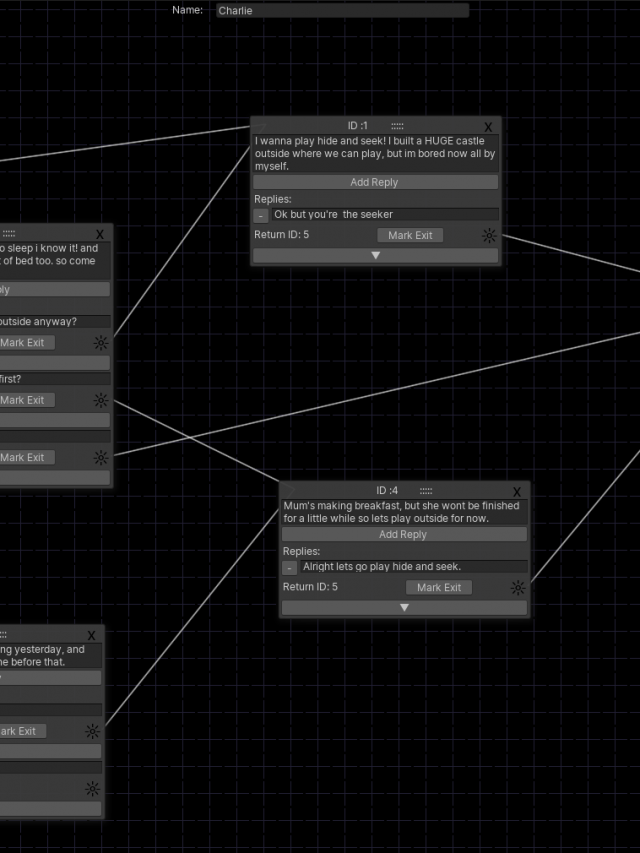 Name: Charlie
ID :1 ::::: X
I wanna play hide and seek! I built a HUGE castle
outside where we can play, but im bored now all by
myself.
Add Reply
Replies:
- Ok but you're the seeker
Return ID: 5 Mark Exit
▼
::::: X
o sleep i know it! and
of bed too. so come
ply
outside anyway?
Mark Exit
first?
Mark Exit
Mark Exit
ID :4 ::::: X
Mum's making breakfast, but she wont be finished
for a little while so lets play outside for now.
Add Reply
Replies:
- Alright lets go play hide and seek.
Return ID: 5 Mark Exit
▼
::: X
ng yesterday, and
ne before that.
y
ark Exit